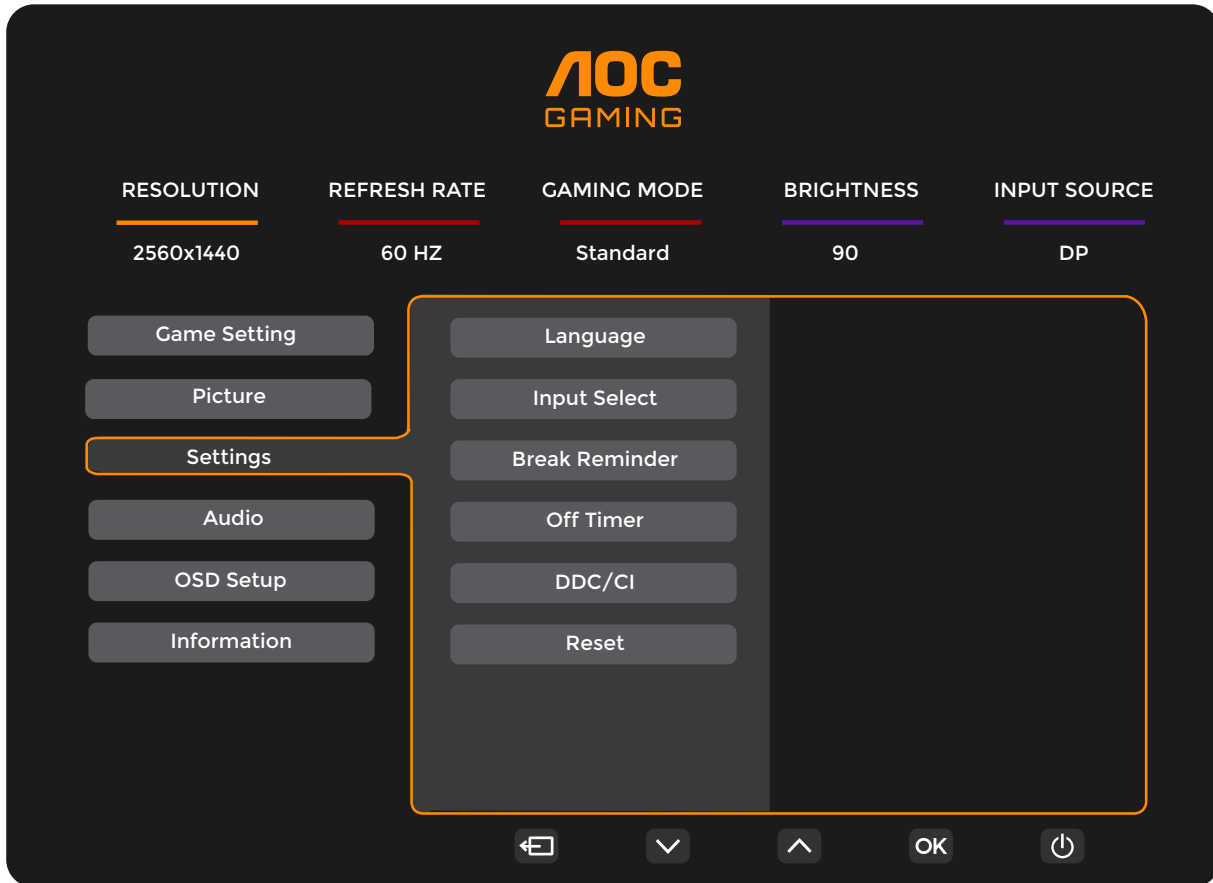 AOC
GAMING
RESOLUTION REFRESH RATE GAMING MODE BRIGHTNESS INPUT SOURCE
2560x1440 60 HZ Standard 90 DP
Game Setting
Picture
Settings
Audio
OSD Setup
Information
Language
Input Select
Break Reminder
Off Timer
DDC/CI
Reset
OK